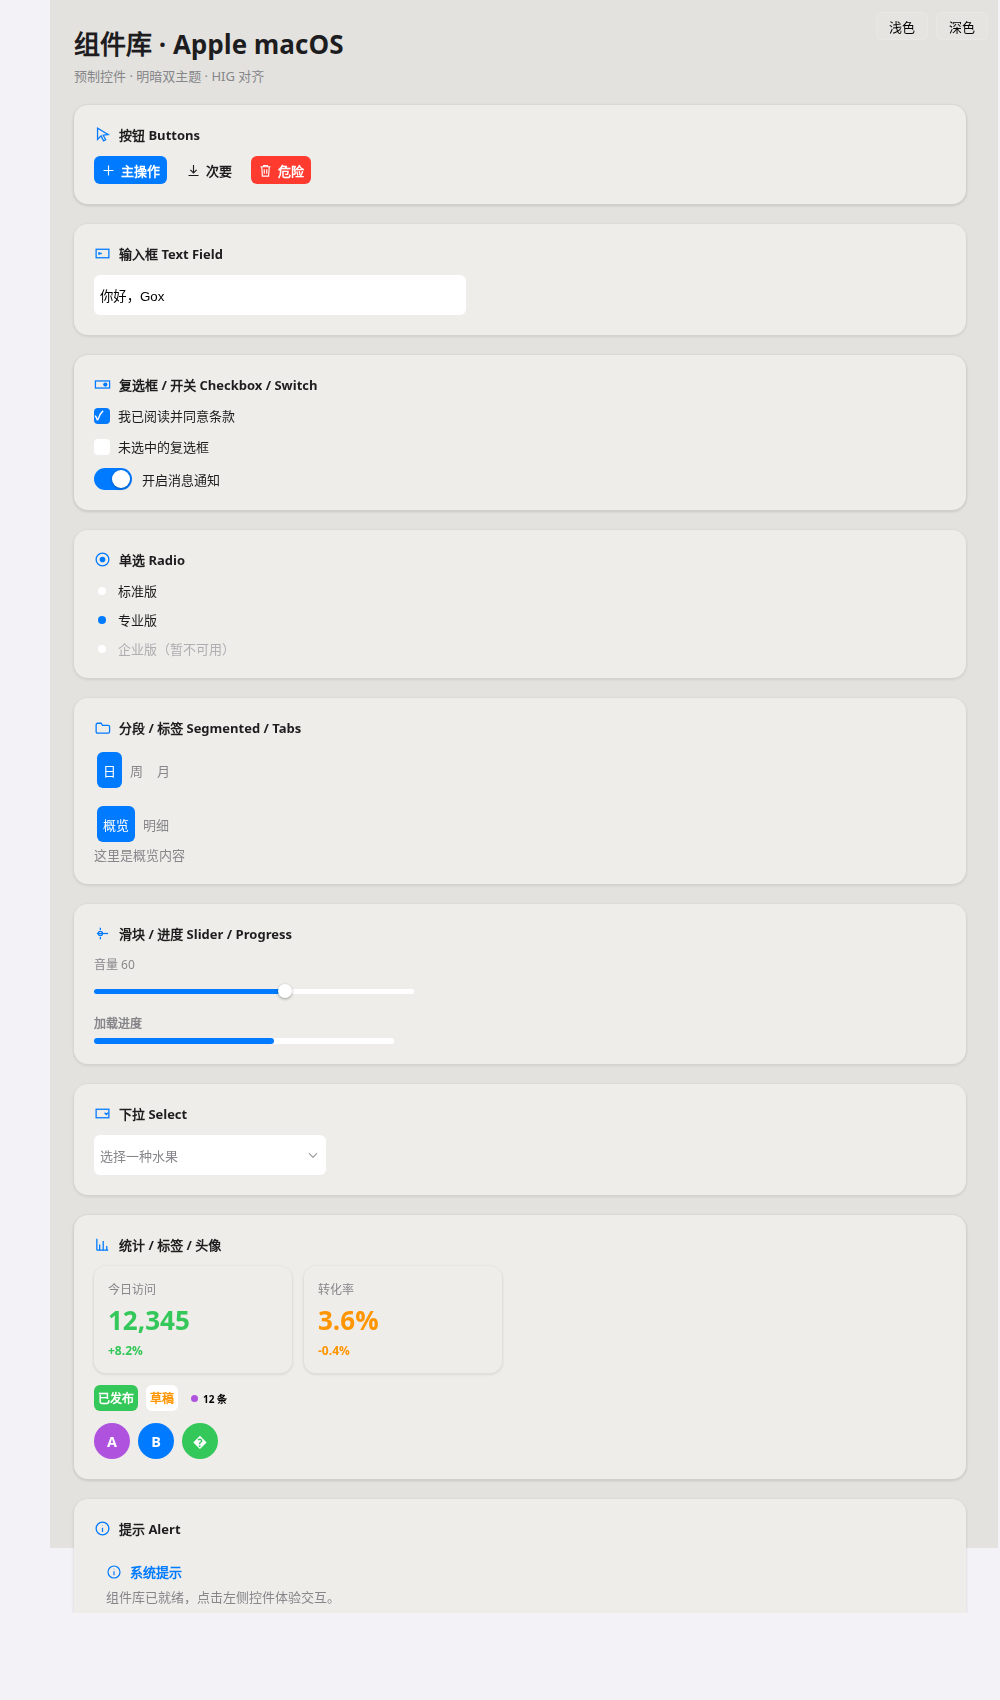 浅色 深色
组件库 · Apple macOS
预制控件 · 明暗双主题 · HIG 对齐
按钮 Buttons
主操作 次要 危险
输入框 Text Field
你好，Gox
复选框 / 开关 Checkbox / Switch
我已阅读并同意条款
未选中的复选框
开启消息通知
单选 Radio
标准版
专业版
企业版（暂不可用）
分段 / 标签 Segmented / Tabs
日 周 月
概览 明细
这里是概览内容
滑块 / 进度 Slider / Progress
音量 60
加载进度
下拉 Select
选择一种水果
统计 / 标签 / 头像
今日访问 转化率
12,345 3.6%
+8.2% -0.4%
已发布 草稿 12 条
A B �
提示 Alert
系统提示
组件库已就绪，点击左侧控件体验交互。